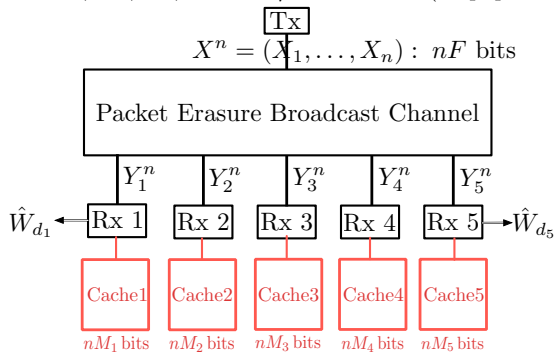 Tx
X^n = (X_1, . . . , X_n) : nF bits
Packet Erasure Broadcast Channel
Y_1^n Y_2^n Y_3^n Y_4^n Y_5^n
Ŵ_{d_1} Rx 1 Rx 2 Rx 3 Rx 4 Rx 5 Ŵ_{d_5}
Cache1 Cache2 Cache3 Cache4 Cache5
nM_1 bits nM_2 bits nM_3 bits nM_4 bits nM_5 bits